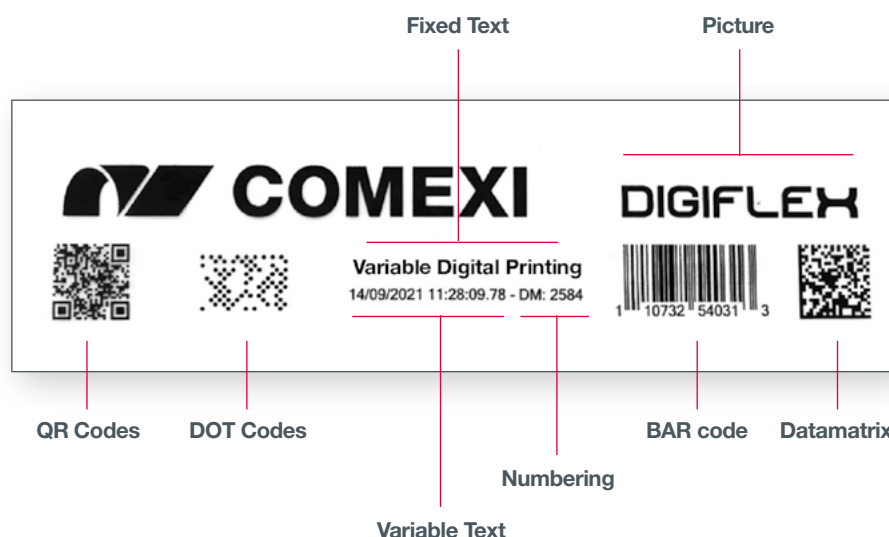 Fixed Text Picture
COMEXI
DIGIFLEX
Variable Digital Printing
14/09/2021 11:28:09.78 - DM: 2584
1 10732 54031 3
QR Codes DOT Codes BAR code Datamatrix
Numbering
Variable Text